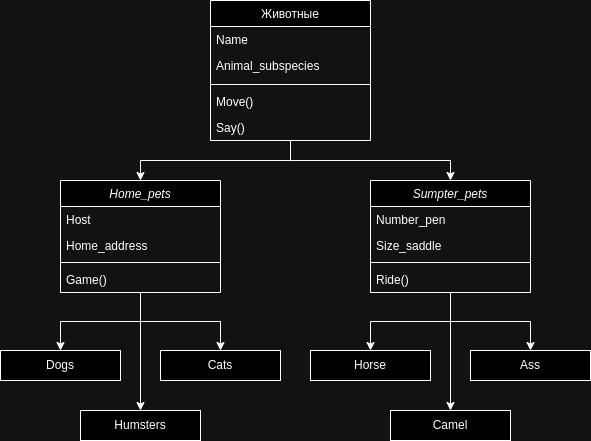 Животные
Name
Animal_subspecies
Move()
Say()
Home_pets
Host
Home_address
Game()
Sumpter_pets
Number_pen
Size_saddle
Ride()
Dogs
Cats
Humsters
Horse
Ass
Camel